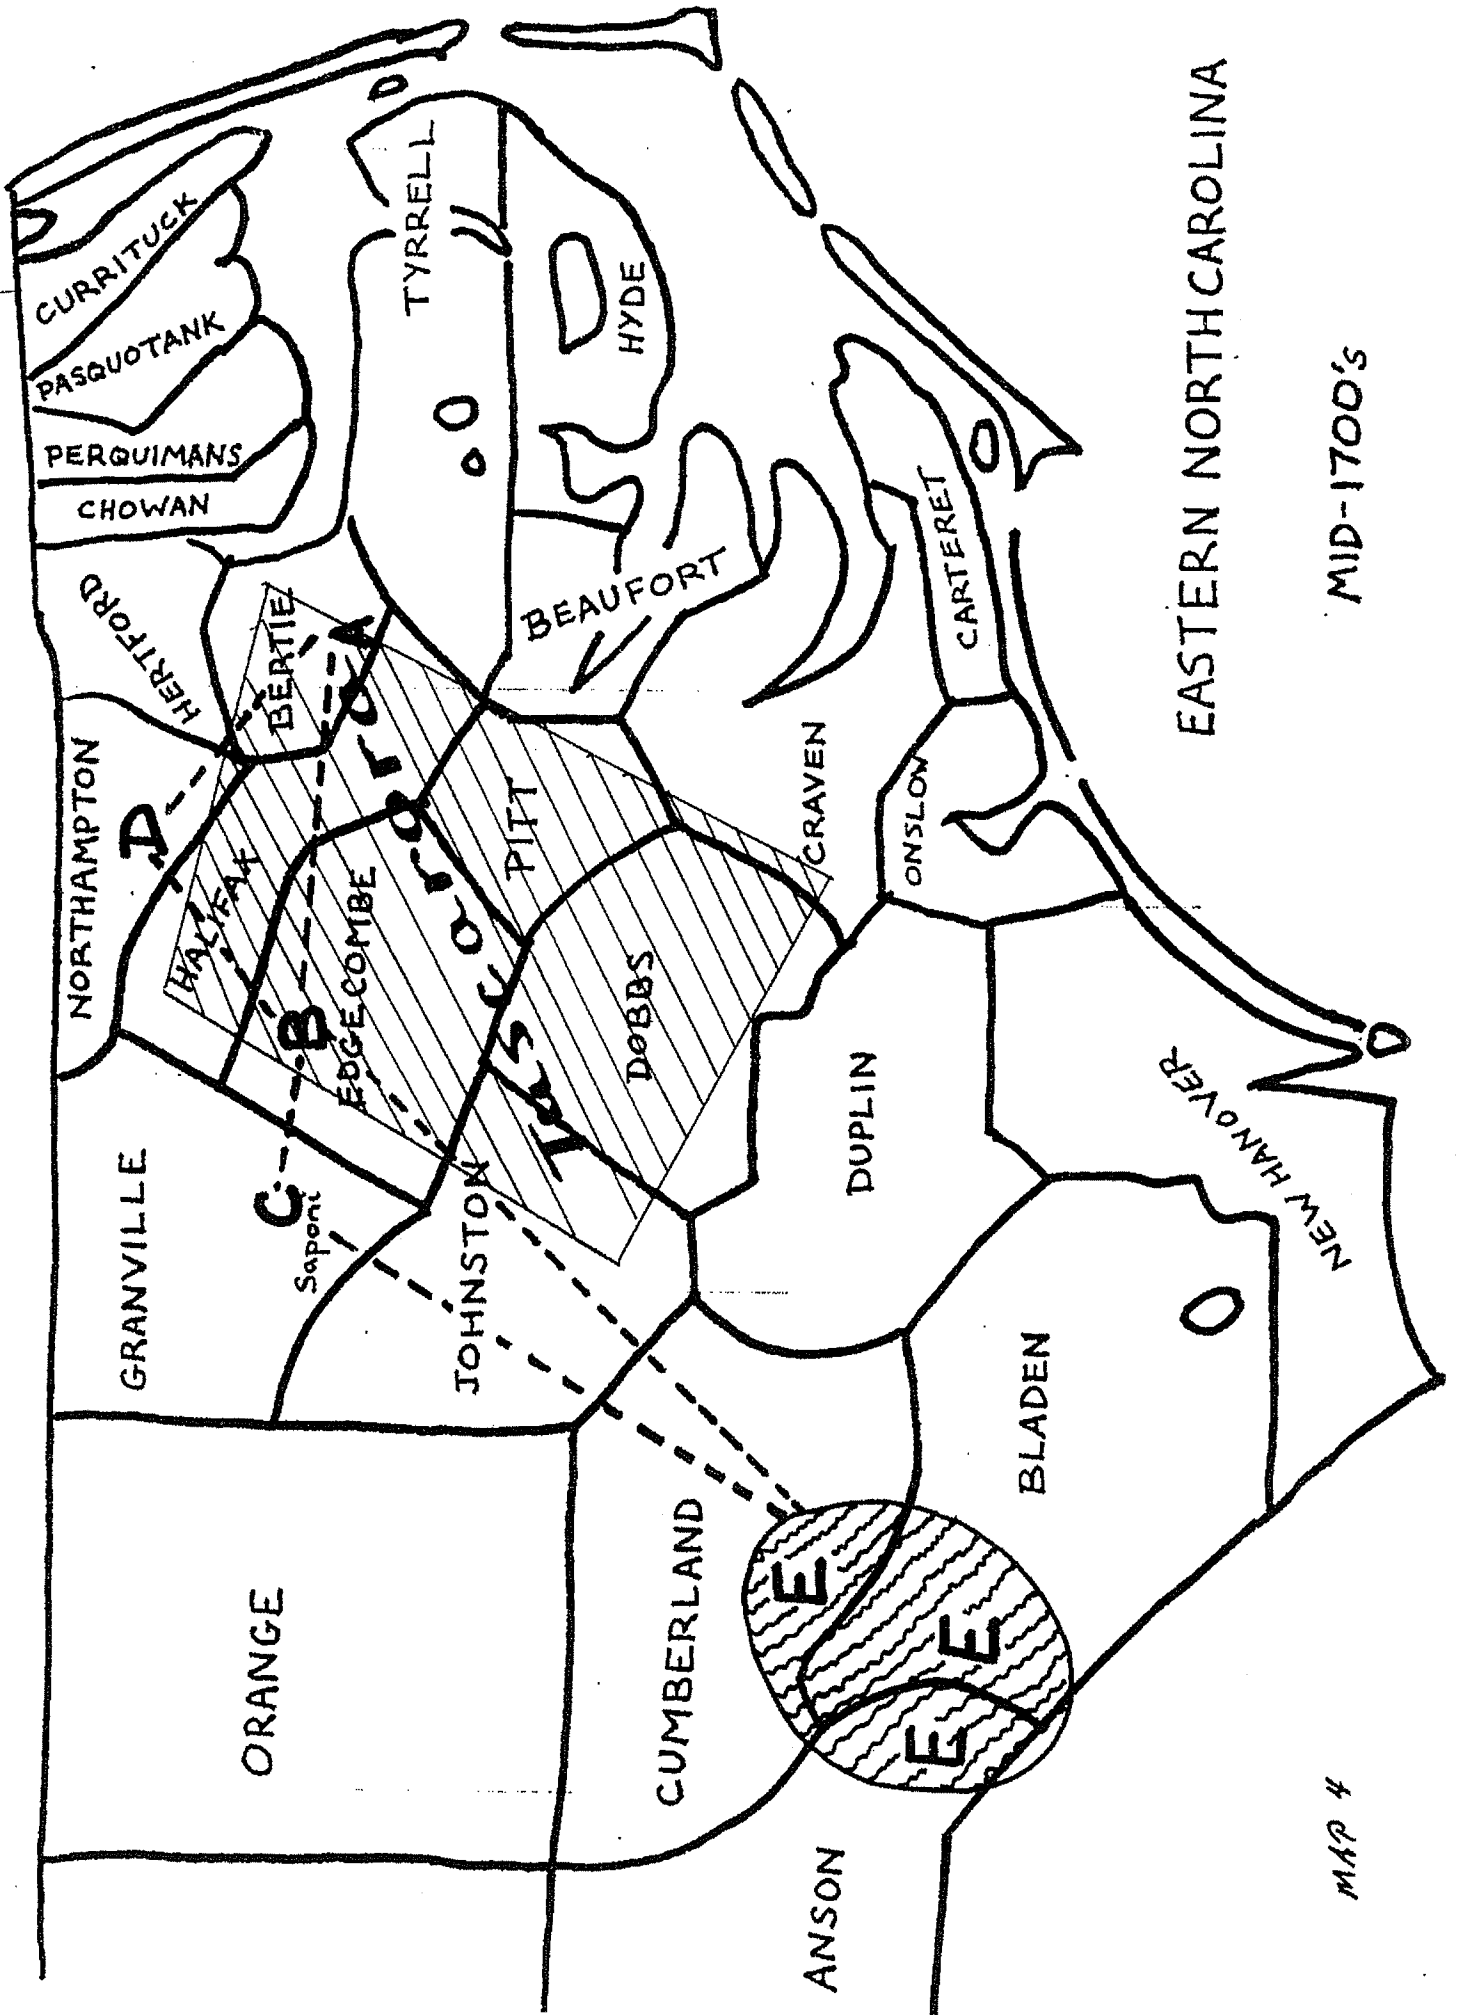 NORTHAMPTON
HERTFORD
CHOWAN
PERQUIMANS
PASQUOTANK
CURRITUCK
GRANVILLE
D
HALIFAX
BERTIE
ORANGE
C
Saponi
B
A
EDGECOMBE
TYRRELL
Tuscarora
JOHNSTON
PITT
BEAUFORT
HYDE
DOBBS
CUMBERLAND
E
CRAVEN
ANSON
DUPLIN
ONSLOW
CARTERET
E
E
BLADEN
NEW HANOVER
EASTERN NORTH CAROLINA
MID-1700's
MAP 4